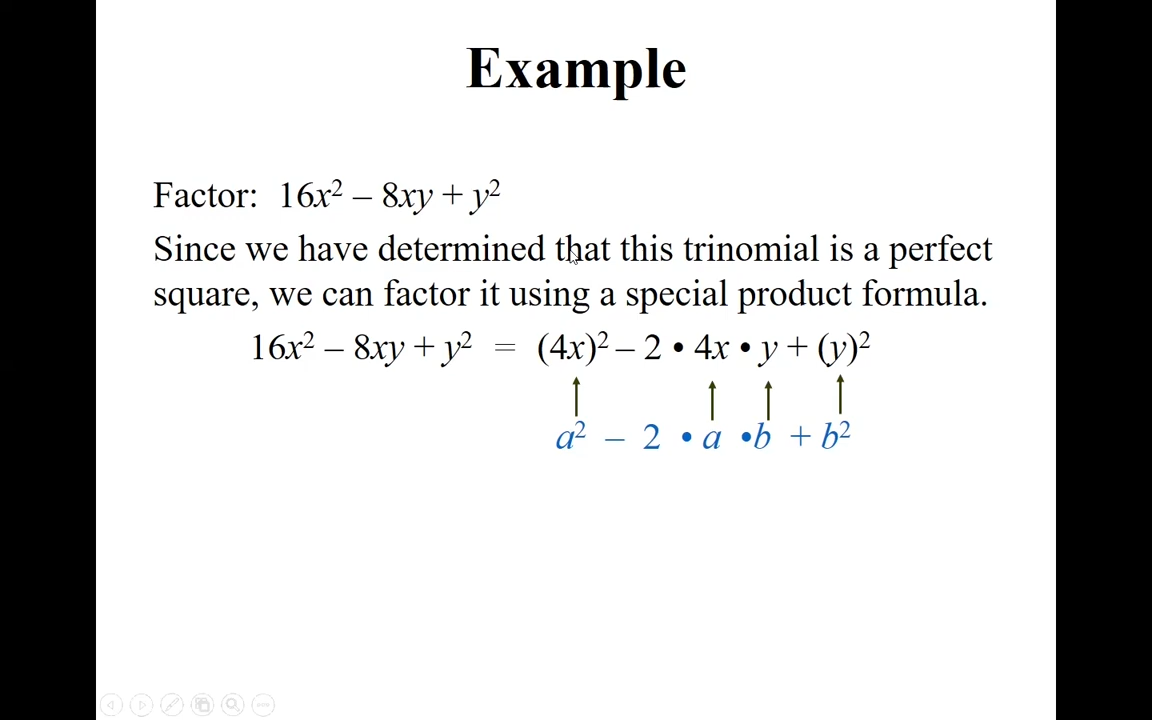 Example
Factor: 16x² – 8xy + y²
Since we have determined that this trinomial is a perfect
square, we can factor it using a special product formula.
16x² – 8xy + y² = (4x)² – 2 • 4x • y + (y)²
a² – 2 • a •b + b²